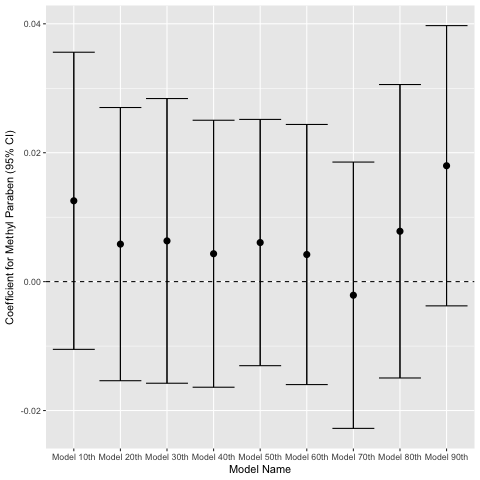 Coefficient for Methyl Paraben (95% CI)
0.04
0.02
0.00
-0.02
Model 10th Model 20th Model 30th Model 40th Model 50th Model 60th Model 70th Model 80th Model 90th
Model Name